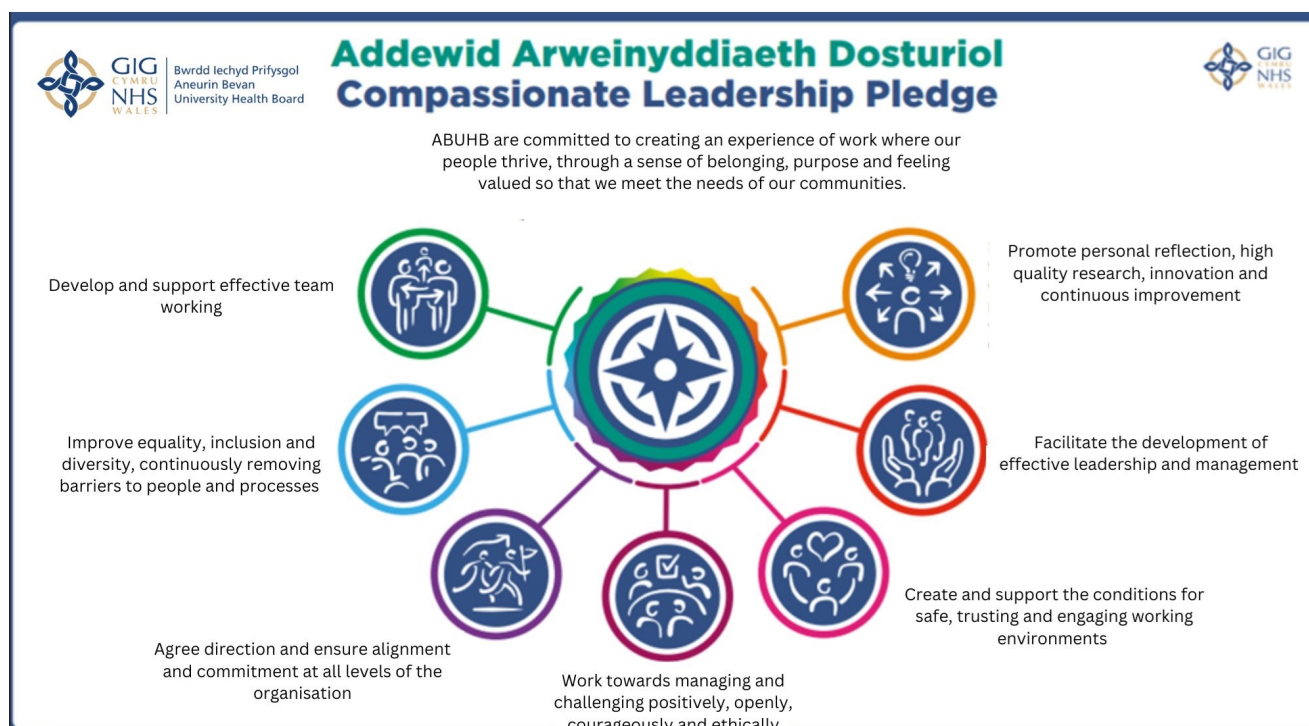 GIG
CYMRU
NHS
WALES
Bwrdd Iechyd Prifysgol
Aneurin Bevan
University Health Board
Addewid Arweinyddiaeth Dosturiol
Compassionate Leadership Pledge
GIG
CYMRU
NHS
WALES
ABUHB are committed to creating an experience of work where our
people thrive, through a sense of belonging, purpose and feeling
valued so that we meet the needs of our communities.
Develop and support effective team
working
Promote personal reflection, high
quality research, innovation and
continuous improvement
Improve equality, inclusion and
diversity, continuously removing
barriers to people and processes
Facilitate the development of
effective leadership and management
Agree direction and ensure alignment
and commitment at all levels of the
organisation
Work towards managing and
challenging positively, openly,
courageously and ethically
Create and support the conditions for
safe, trusting and engaging working
environments